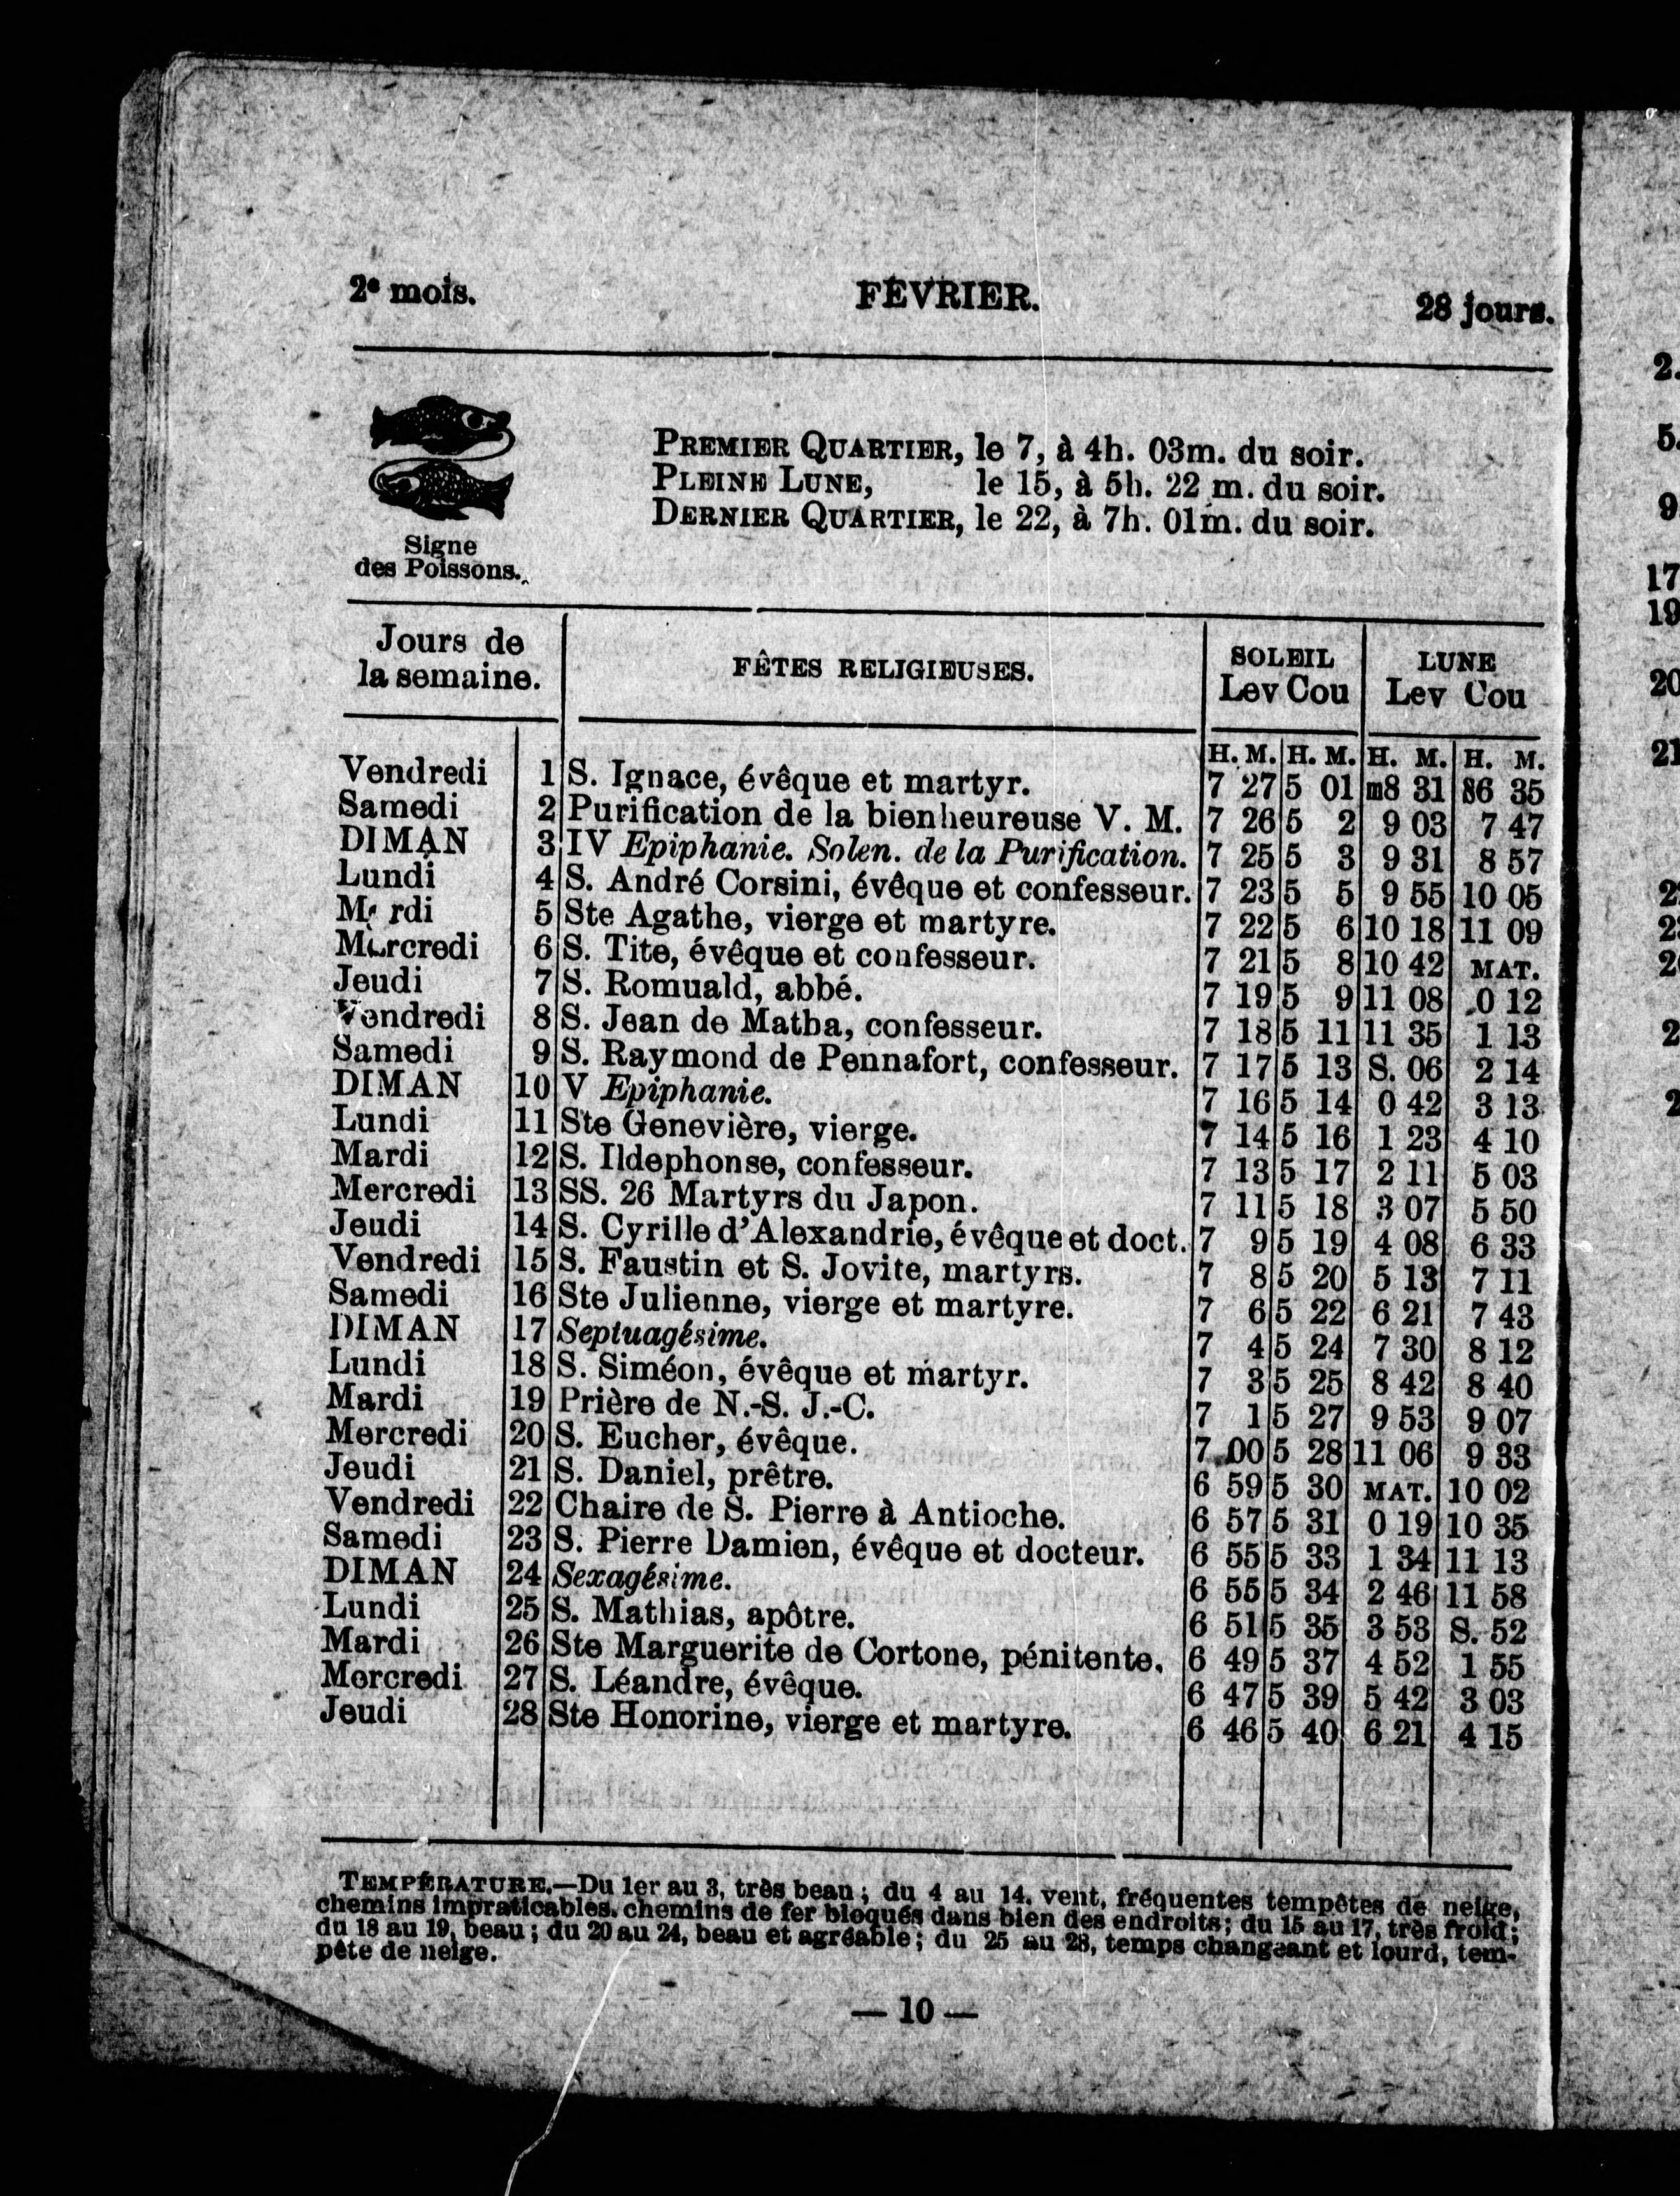 2e mois. FÉVRIER. 28 jours.
PREMIER QUARTIER, le 7, à 4h. 03m. du soir.
PLEINE LUNE, le 15, à 5h. 22 m. du soir.
DERNIER QUARTIER, le 22, à 7h. 01m. du soir.
Signe
des Poissons.
Jours de
la semaine.
FÊTES RELIGIEUSES.
SOLEIL LUNE
Lev Cou Lev Cou
H. M. H. M. H. M. H. M.
Vendredi 1 S. Ignace, évêque et martyr. 7 27 5 01 m8 31 s6 35
Samedi 2 Purification de la bienheureuse V. M. 7 26 5 2 9 03 7 47
DIMAN 3 IV Epiphanie. Solen. de la Purification. 7 25 5 3 9 31 8 57
Lundi 4 S. André Corsini, évêque et confesseur. 7 23 5 5 9 55 10 05
Mardi 5 Ste Agathe, vierge et martyre. 7 22 5 6 10 18 11 09
Mercredi 6 S. Tite, évêque et confesseur. 7 21 5 8 10 42 MAT.
Jeudi 7 S. Romuald, abbé. 7 19 5 9 11 08 0 12
Vendredi 8 S. Jean de Matha, confesseur. 7 18 5 11 11 35 1 13
Samedi 9 S. Raymond de Pennafort, confesseur. 7 17 5 13 S. 06 2 14
DIMAN 10 V Epiphanie. 7 16 5 14 0 42 3 13
Lundi 11 Ste Genevière, vierge. 7 14 5 16 1 23 4 10
Mardi 12 S. Ildephonse, confesseur. 7 13 5 17 2 11 5 03
Mercredi 13 SS. 26 Martyrs du Japon. 7 11 5 18 3 07 5 50
Jeudi 14 S. Cyrille d'Alexandrie, évêque et doct. 7 9 5 19 4 08 6 33
Vendredi 15 S. Faustin et S. Jovite, martyrs. 7 8 5 20 5 13 7 11
Samedi 16 Ste Julienne, vierge et martyre. 7 6 5 22 6 21 7 43
DIMAN 17 Septuagésime. 7 4 5 24 7 30 8 12
Lundi 18 S. Siméon, évêque et martyr. 7 3 5 25 8 42 8 40
Mardi 19 Prière de N.-S. J.-C. 7 1 5 27 9 53 9 07
Mercredi 20 S. Eucher, évêque. 7 00 5 28 11 06 9 33
Jeudi 21 S. Daniel, prêtre. 6 59 5 30 MAT. 10 02
Vendredi 22 Chaire de S. Pierre à Antioche. 6 57 5 31 0 19 10 35
Samedi 23 S. Pierre Damien, évêque et docteur. 6 55 5 33 1 34 11 13
DIMAN 24 Sexagésime. 6 55 5 34 2 46 11 58
Lundi 25 S. Mathias, apôtre. 6 51 5 35 3 53 S. 52
Mardi 26 Ste Marguerite de Cortone, pénitente. 6 49 5 37 4 52 1 55
Mercredi 27 S. Léandre, évêque. 6 47 5 39 5 42 3 03
Jeudi 28 Ste Honorine, vierge et martyre. 6 46 5 40 6 21 4 15
TEMPÉRATURE.—Du 1er au 3, très beau; du 4 au 14. vent, fréquentes tempêtes de neige,
chemins impraticables, chemins de fer bloqués dans bien des endroits; du 15 au 17, très froid;
du 18 au 19, beau; du 20 au 24, beau et agréable; du 25 au 28, temps changeant et lourd, tem-
pête de neige.
— 10 —